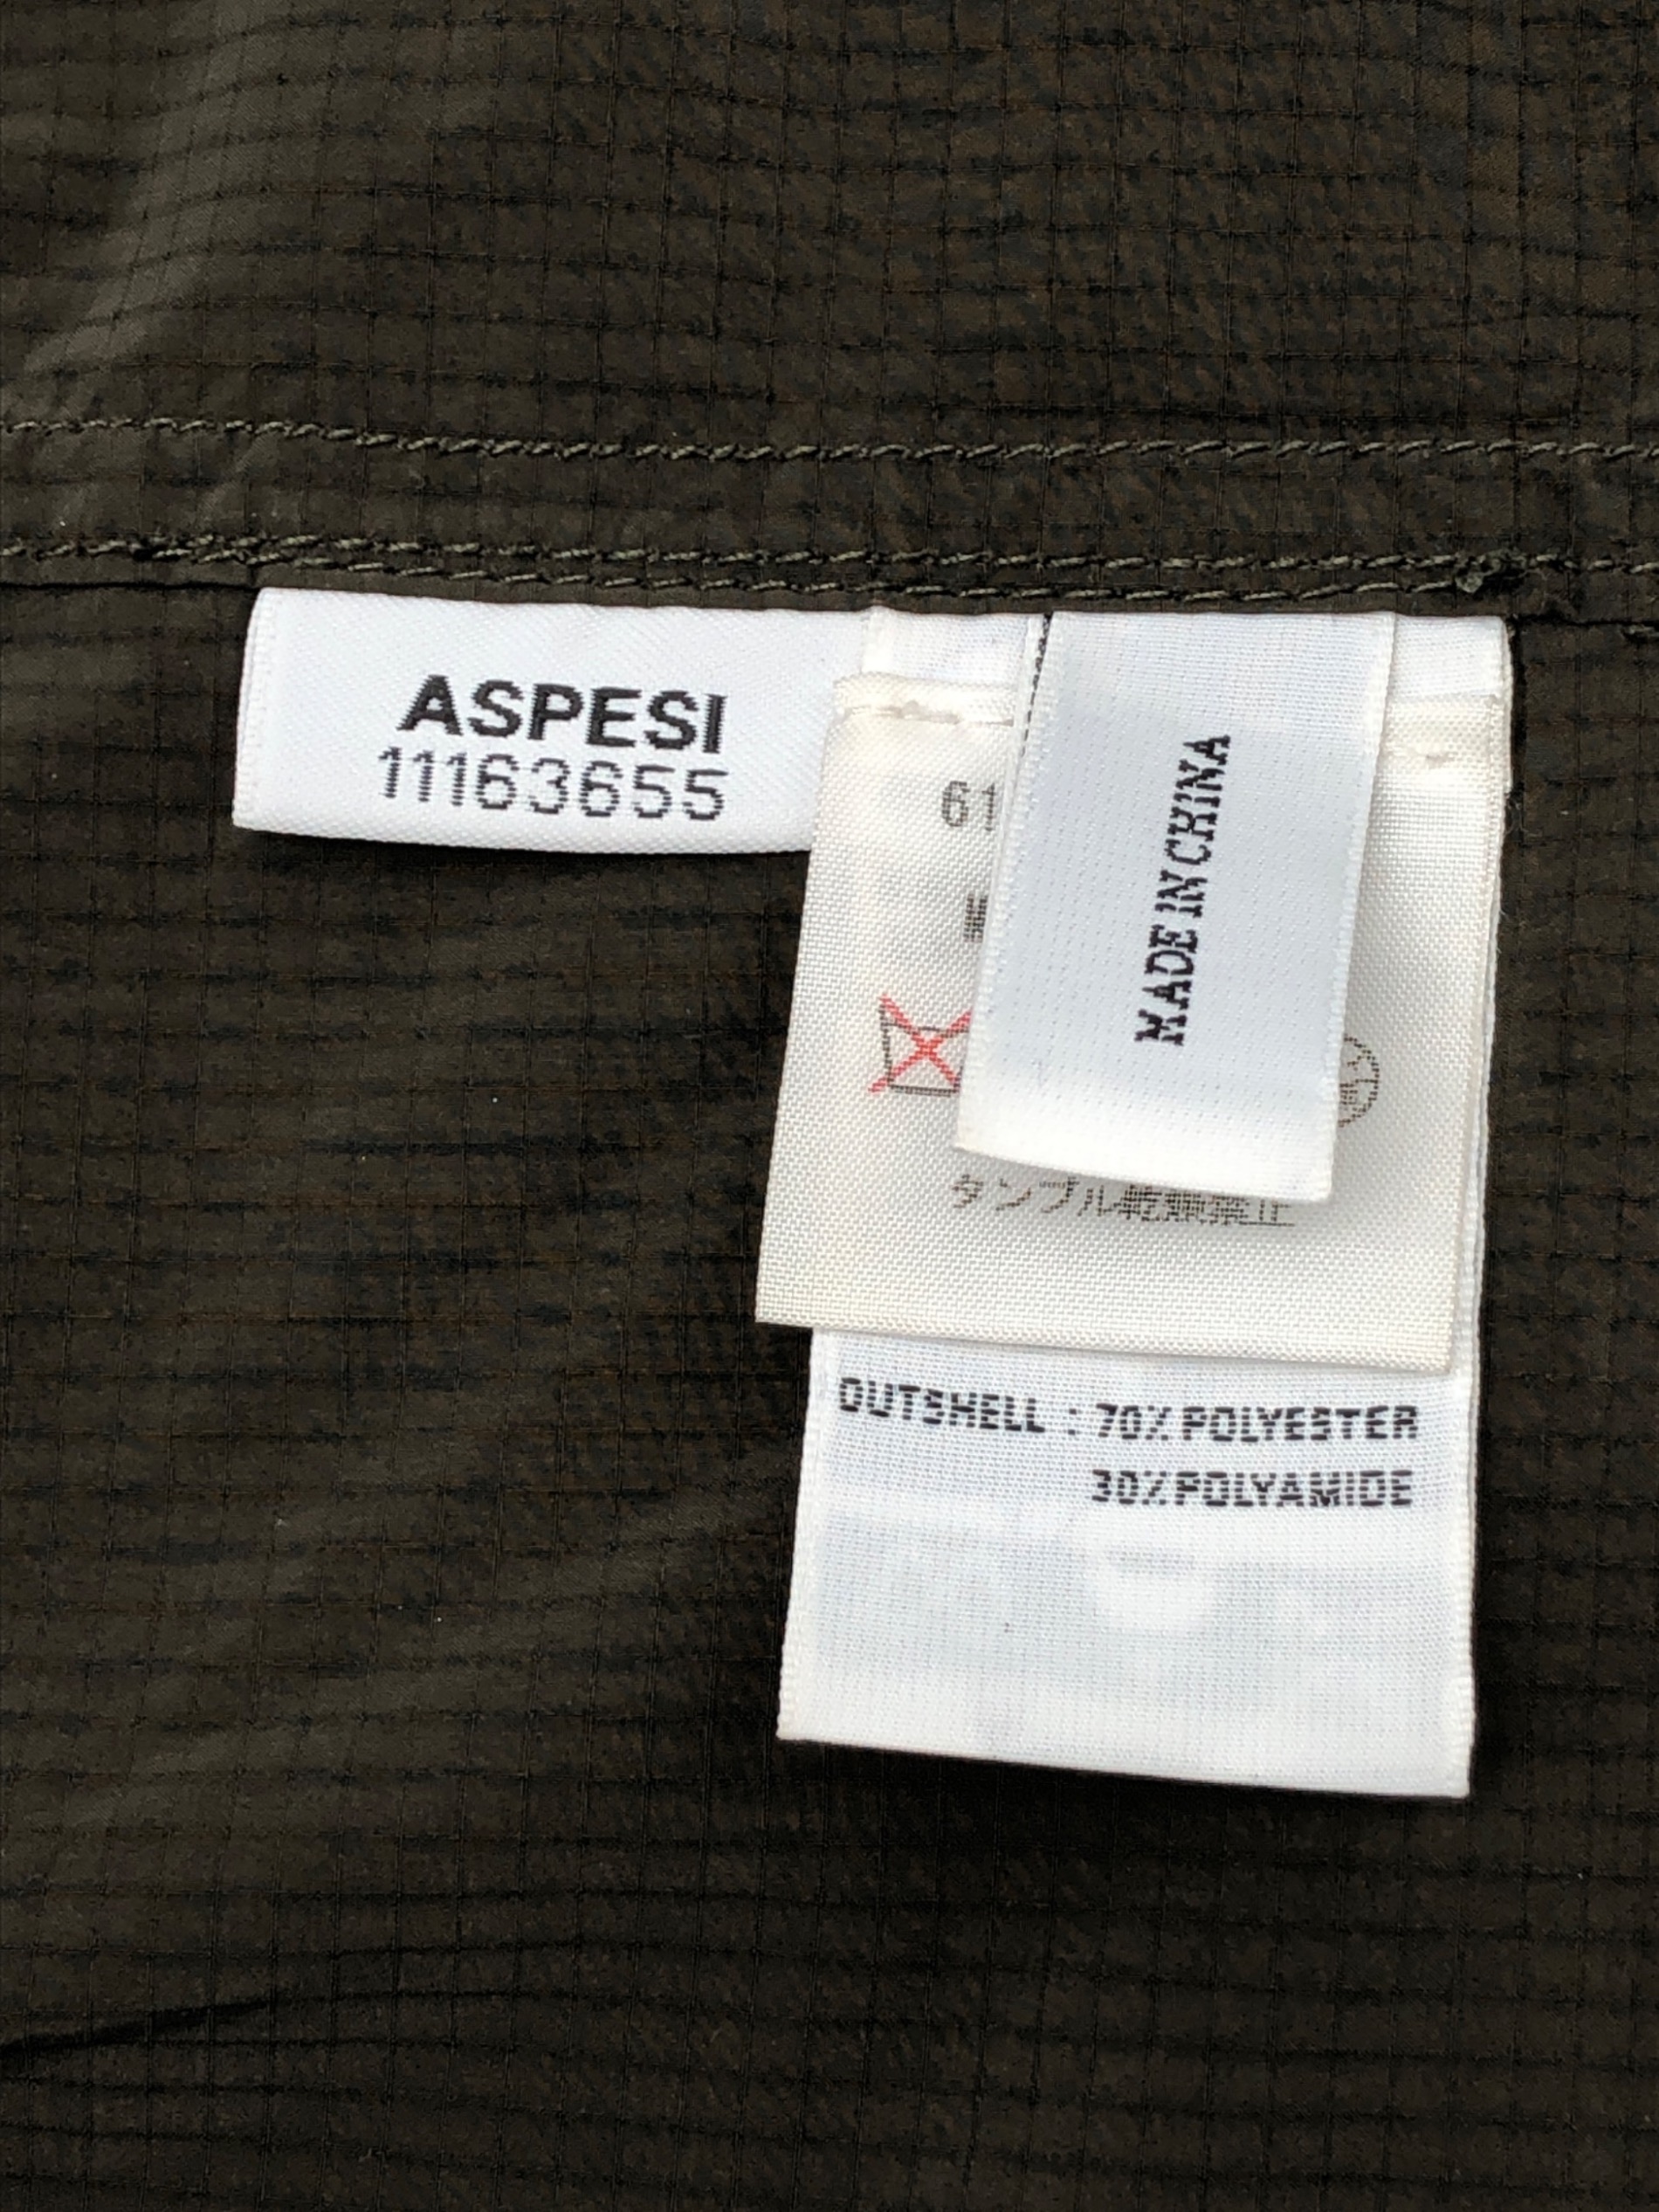 ASPESI
11163655
61
MADE IN CHINA
タンブル乾燥禁止
OUTSHELL : 70% POLYESTER
30% POLYAMIDE